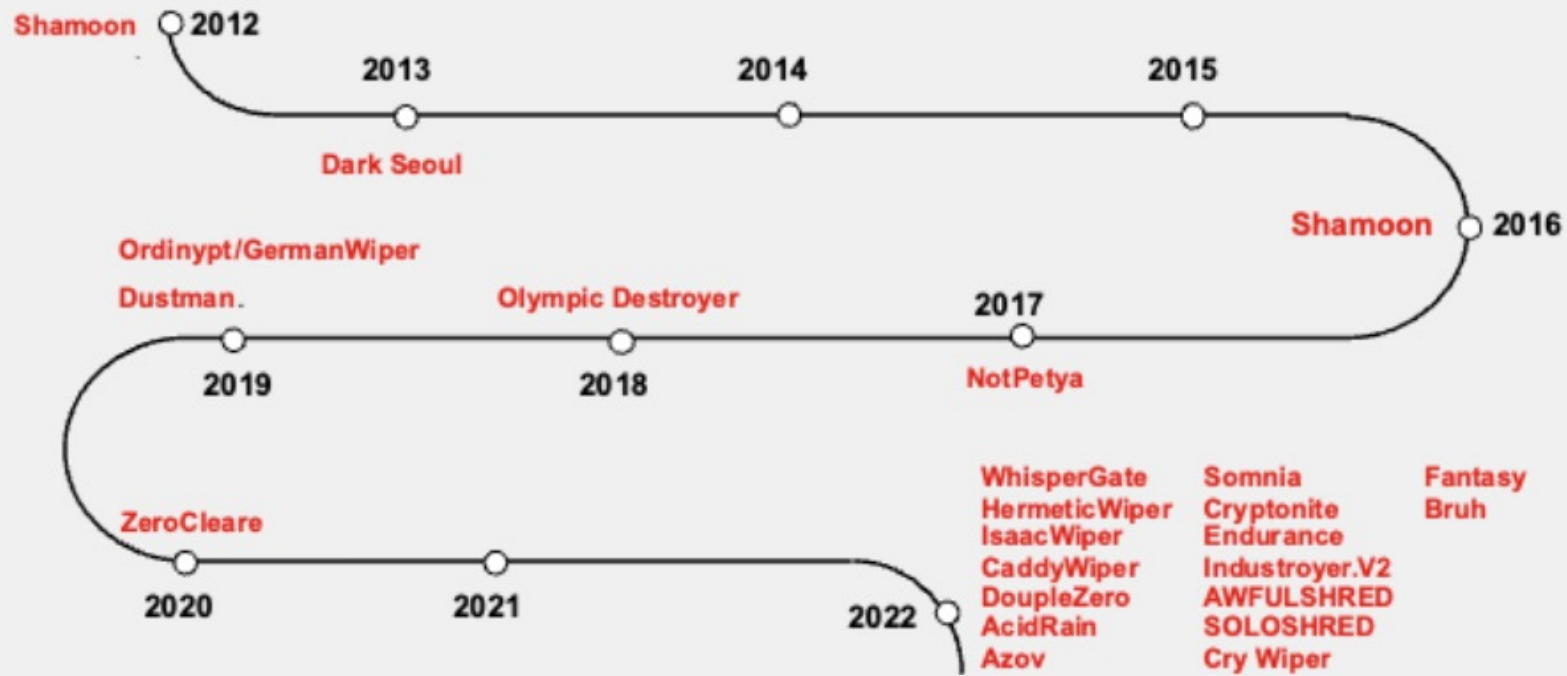 Shamoon 2012
2013 2014 2015
Dark Seoul
Shamoon 2016
Ordinypt/GermanWiper
Dustman.
Olympic Destroyer
2017
2019 2018
NotPetya
ZeroCleare
2020 2021
2022
WhisperGate Somnia Fantasy
HermeticWiper Cryptonite Bruh
IsaacWiper Endurance
CaddyWiper Industroyer.V2
DoupleZero AWFULSHRED
AcidRain SOLOSHRED
Azov Cry Wiper